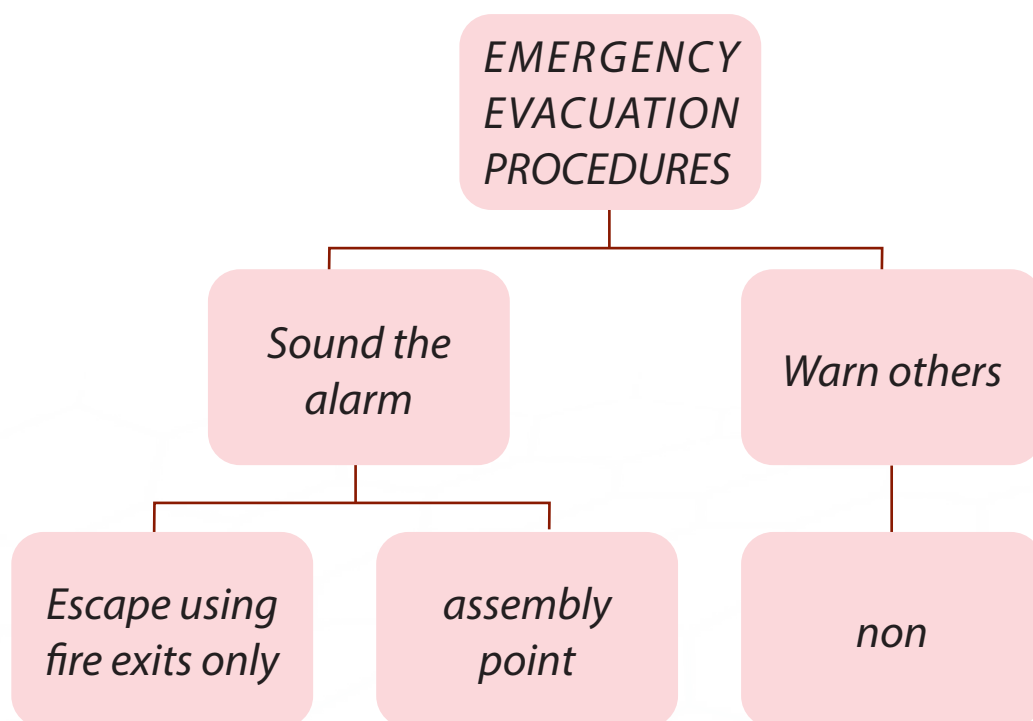 EMERGENCY
EVACUATION
PROCEDURES
Sound the
alarm
Warn others
Escape using
fire exits only
assembly
point
non